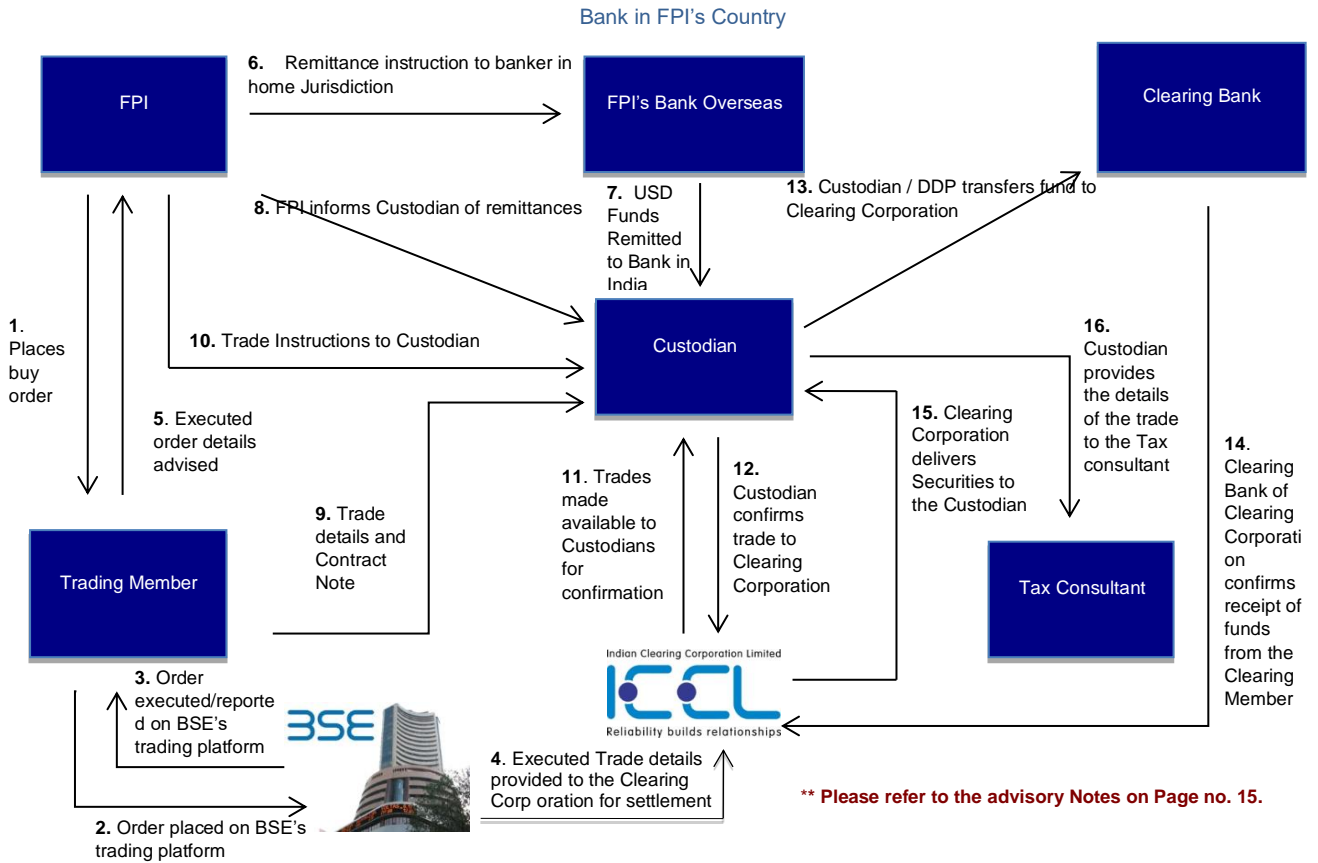 Bank in FPI's Country
FPI
6. Remittance instruction to banker in
home Jurisdiction
FPI's Bank Overseas
Clearing Bank
8. FPI informs Custodian of remittances
7. USD
Funds
Remitted
to Bank in
India
13. Custodian / DDP transfers fund to
Clearing Corporation
1.
Places
buy
order
10. Trade Instructions to Custodian
Custodian
16.
Custodian
provides
the details
of the trade
to the Tax
consultant
5. Executed
order details
advised
9. Trade
details and
Contract
Note
11. Trades
made
available to
Custodians
for
confirmation
12.
Custodian
confirms
trade to
Clearing
Corporation
15. Clearing
Corporation
delivers
Securities to
the Custodian
14.
Clearing
Bank of
Clearing
Corporati
on
confirms
receipt of
funds
from the
Clearing
Member
Trading Member
Tax Consultant
3. Order
executed/reporte
d on BSE's
trading platform
BSE
Indian Clearing Corporation Limited
ICCL
Reliability builds relationships
4. Executed Trade details
provided to the Clearing
Corp oration for settlement
** Please refer to the advisory Notes on Page no. 15.
2. Order placed on BSE's
trading platform